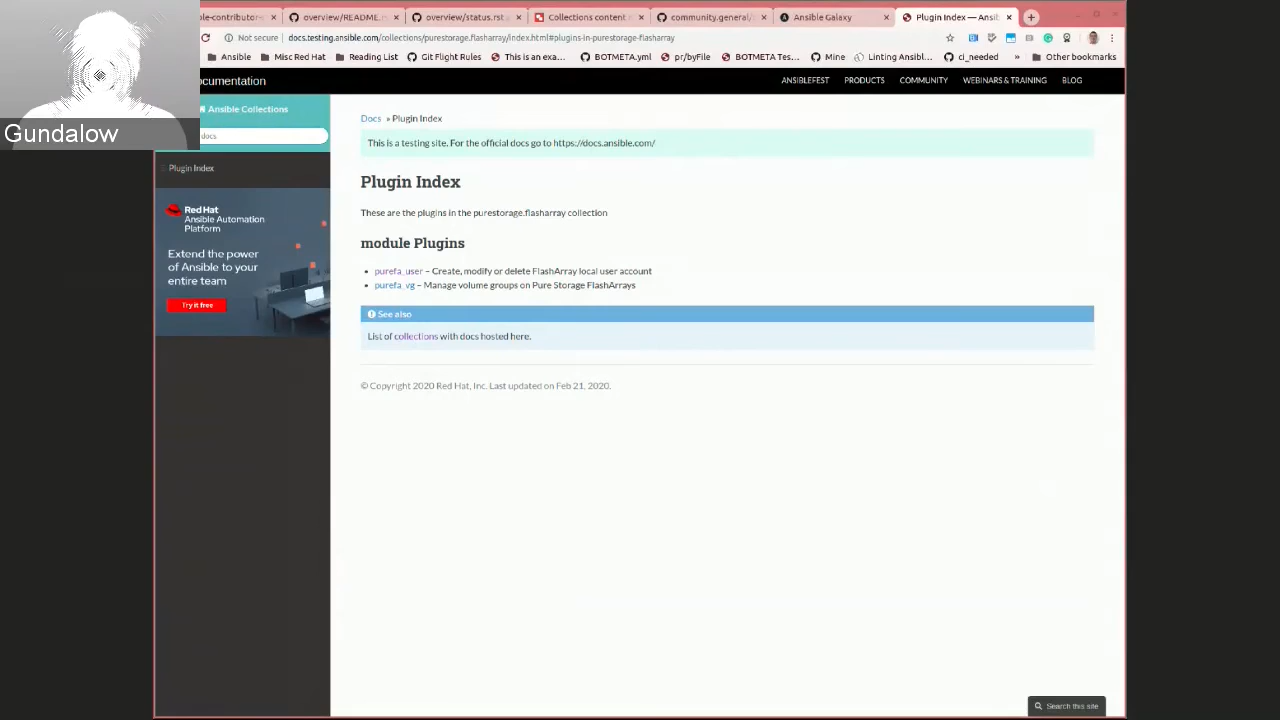 ble-contributor-
overview/README.r
overview/status.rst a
Collections content
community.general/
Ansible Galaxy
Plugin Index — Ansib
Not secure
docs.testing.ansible.com/collections/purestorage.flasharray/index.html#plugins-in-purestorage-flasharray
Ansible
Misc Red Hat
Reading List
Git Flight Rules
This is an exa...
BOTMETA.yml
pr/byFile
BOTMETA Tes...
Mine
Linting Ansibl...
ci_needed
»
Other bookmarks
ocumentation
ANSIBLEFEST
PRODUCTS
COMMUNITY
WEBINARS & TRAINING
BLOG
Gundalow
Ansible Collections
docs
Plugin Index
Red Hat
Ansible Automation
Platform
Extend the power
of Ansible to your
entire team
Try it free
Docs » Plugin Index
This is a testing site. For the official docs go to https://docs.ansible.com/
Plugin Index
These are the plugins in the purestorage.flasharray collection
module Plugins
• purefa_user – Create, modify or delete FlashArray local user account
• purefa_vg – Manage volume groups on Pure Storage FlashArrays
See also
List of collections with docs hosted here.
© Copyright 2020 Red Hat, Inc. Last updated on Feb 21, 2020.
Search this site